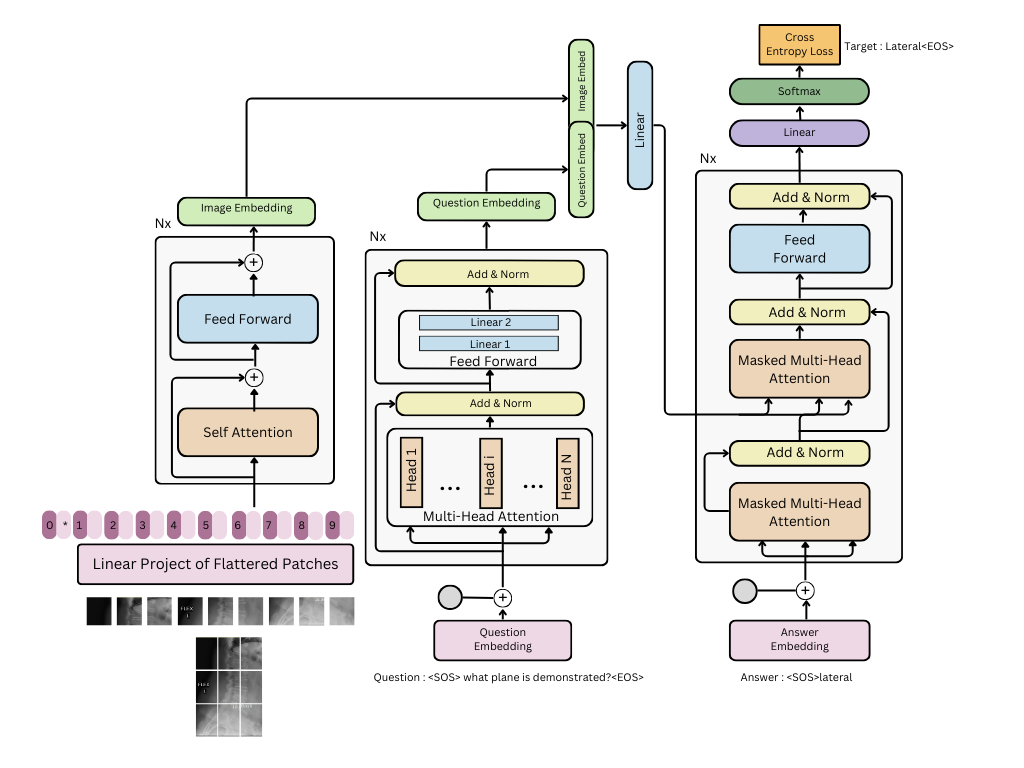 Cross
Entropy Loss
Target : Lateral<EOS>
Softmax
Linear
Nx
Add & Norm
Feed
Forward
Add & Norm
Masked Multi-Head
Attention
Add & Norm
Masked Multi-Head
Attention
+
Answer
Embedding
Answer : <SOS>lateral
Image Embed
Question Embed
Linear
Image Embedding
Nx
+
Feed Forward
+
Self Attention
0 * 1 2 3 4 5 6 7 8 9
Linear Project of Flattered Patches
FLEX
FLEX
Question Embedding
Nx
Add & Norm
Linear 2
Linear 1
Feed Forward
Add & Norm
Head 1
...
Head i
...
Head N
Multi-Head Attention
+
Question
Embedding
Question : <SOS> what plane is demonstrated?<EOS>